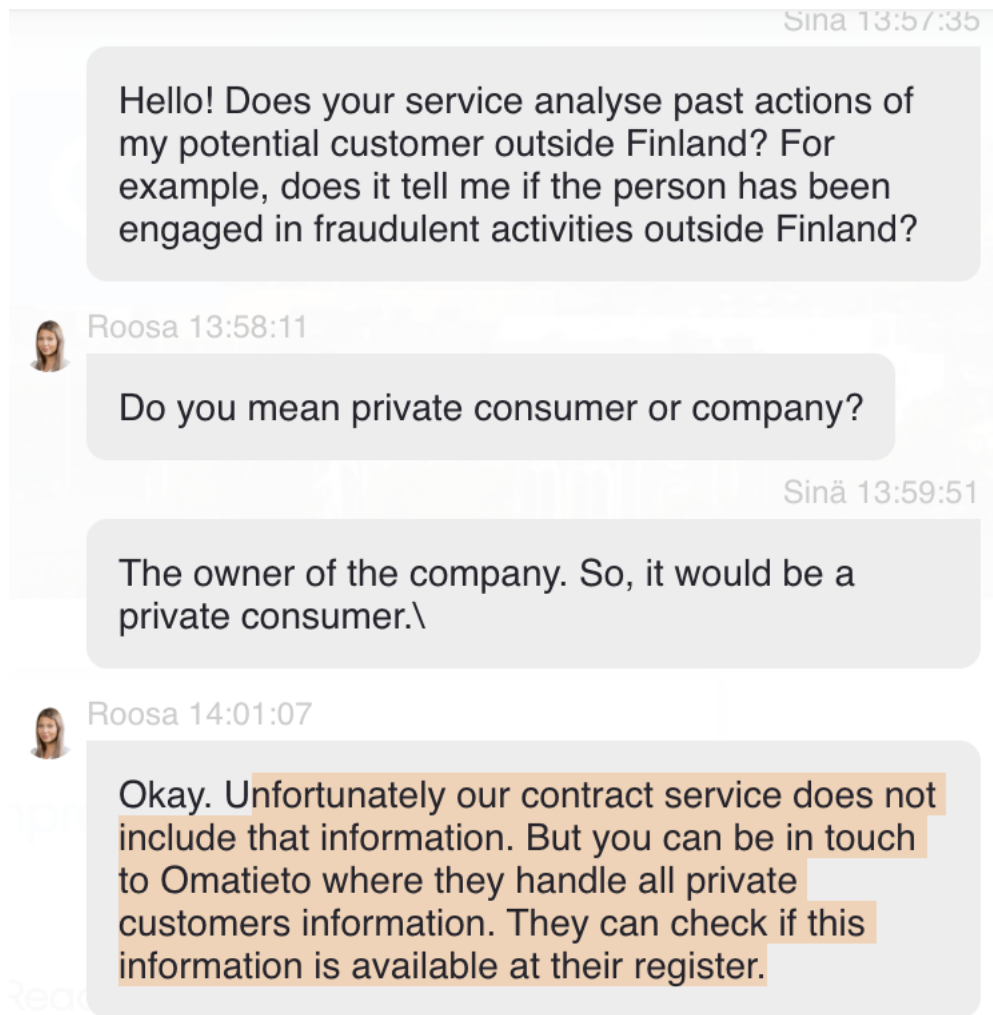 Sinä 13:57:35
Hello! Does your service analyse past actions of
my potential customer outside Finland? For
example, does it tell me if the person has been
engaged in fraudulent activities outside Finland?
Roosa 13:58:11
Do you mean private consumer or company?
Sinä 13:59:51
The owner of the company. So, it would be a
private consumer.\
Roosa 14:01:07
Okay. Unfortunately our contract service does not
include that information. But you can be in touch
to Omatieto where they handle all private
customers information. They can check if this
information is available at their register.